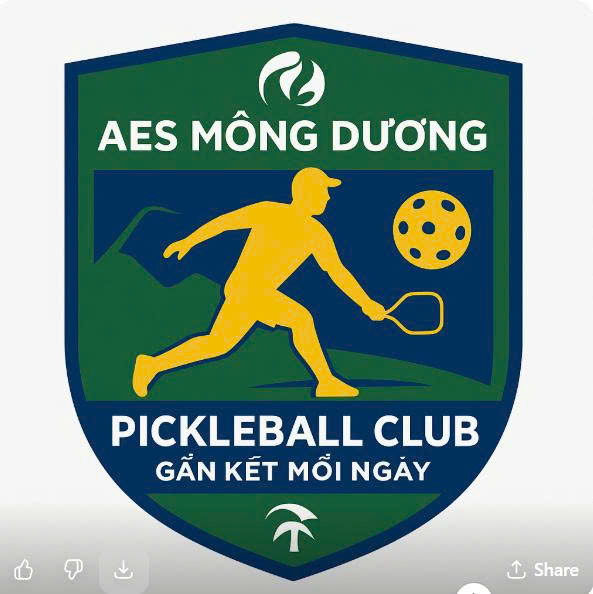 AES MÔNG DƯƠNG
PICKLEBALL CLUB
GẮN KẾT MỖI NGÀY
Share